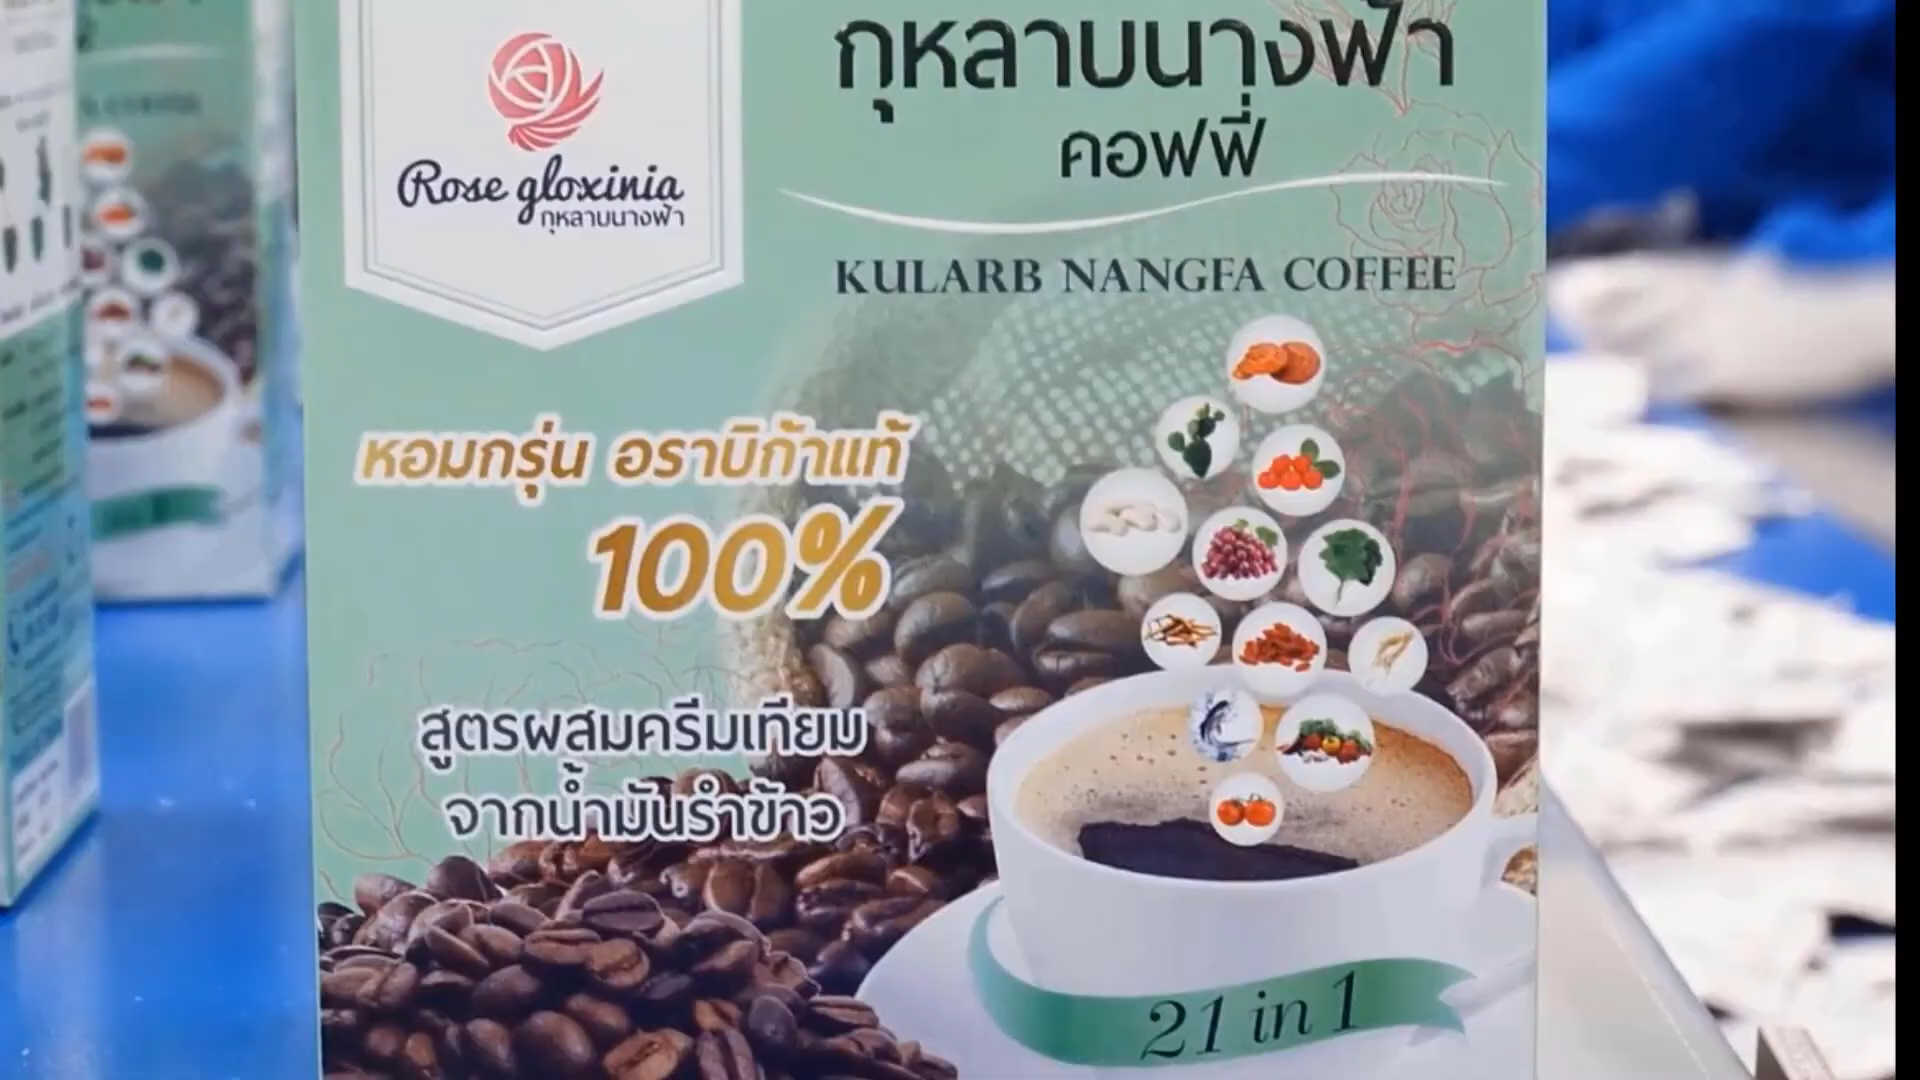 Rose gloxinia
กุหลาบนางฟ้า
กุหลาบนางฟ้า
คอฟฟี่
KULARB NANGFA COFFEE
หอมกรุ่น อราบิก้าแท้
100%
สูตรผสมครีมเทียม
จากน้ำมันรำข้าว
21 in 1